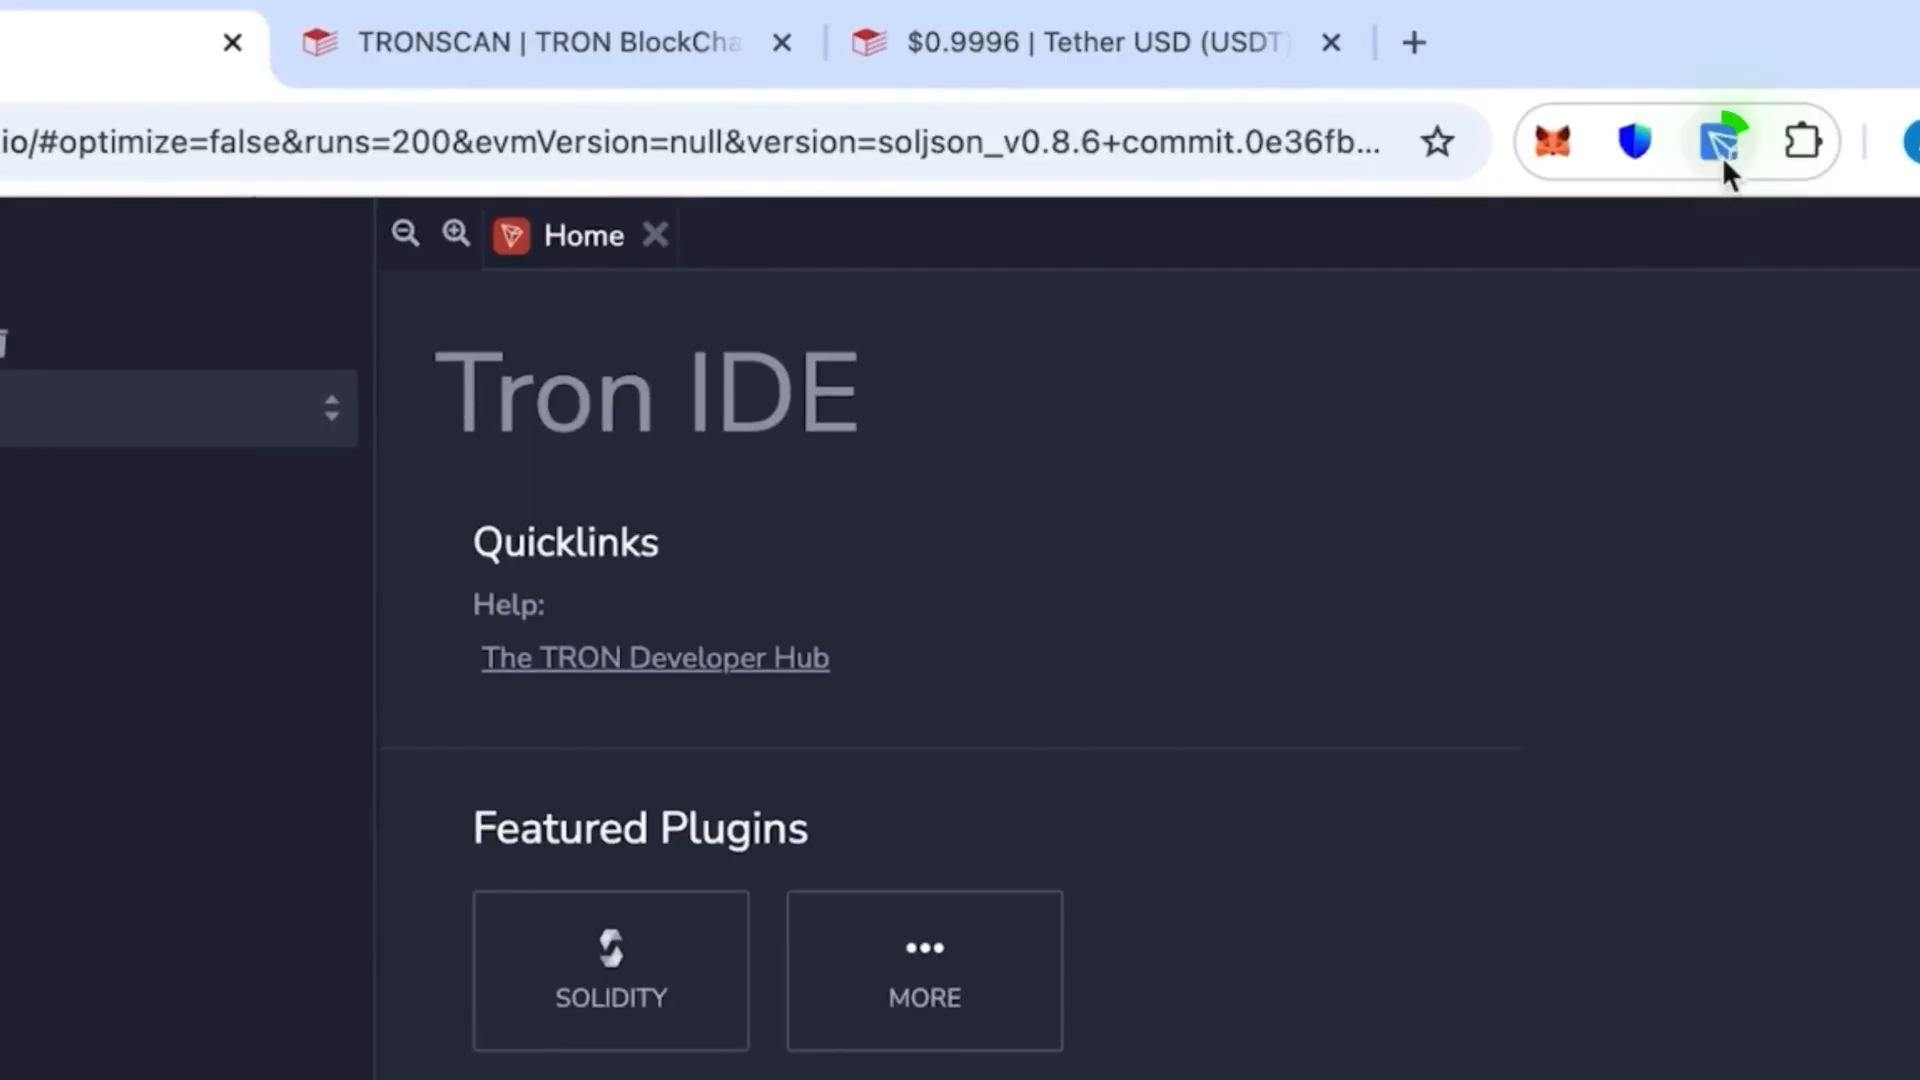 TRONSCAN | TRON BlockCha
$0.9996 | Tether USD (USDT)
io/#optimize=false&runs=200&evmVersion=null&version=soljson_v0.8.6+commit.0e36fb...
Home
Tron IDE
Quicklinks
Help:
The TRON Developer Hub
Featured Plugins
SOLIDITY
MORE